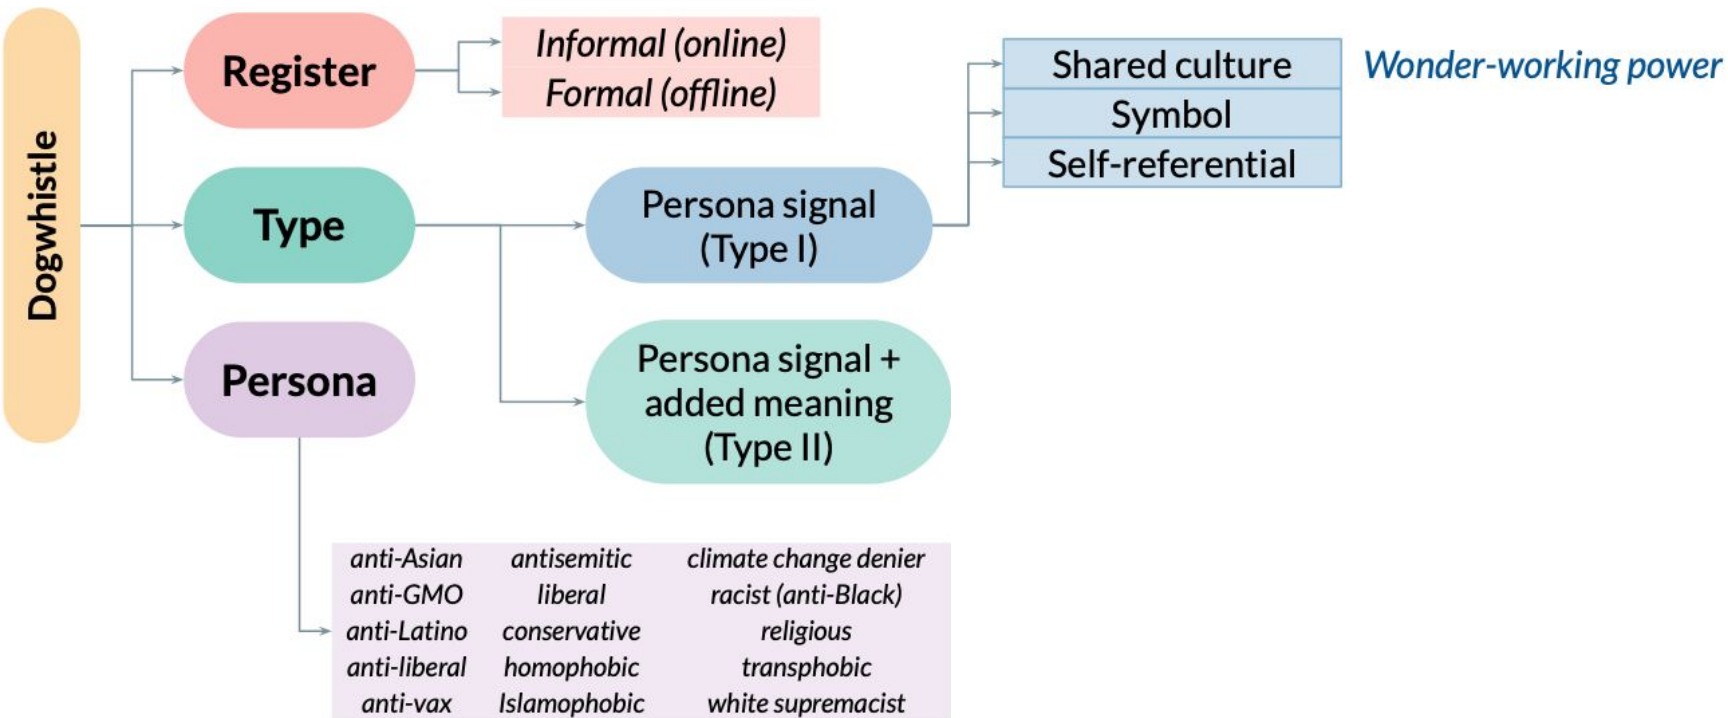 Dogwhistle
Register
Informal (online)
Formal (offline)
Type
Persona signal
(Type I)
Shared culture
Symbol
Self-referential
Wonder-working power
Persona signal +
added meaning
(Type II)
Persona
anti-Asian antisemitic climate change denier
anti-GMO liberal racist (anti-Black)
anti-Latino conservative religious
anti-liberal homophobic transphobic
anti-vax Islamophobic white supremacist